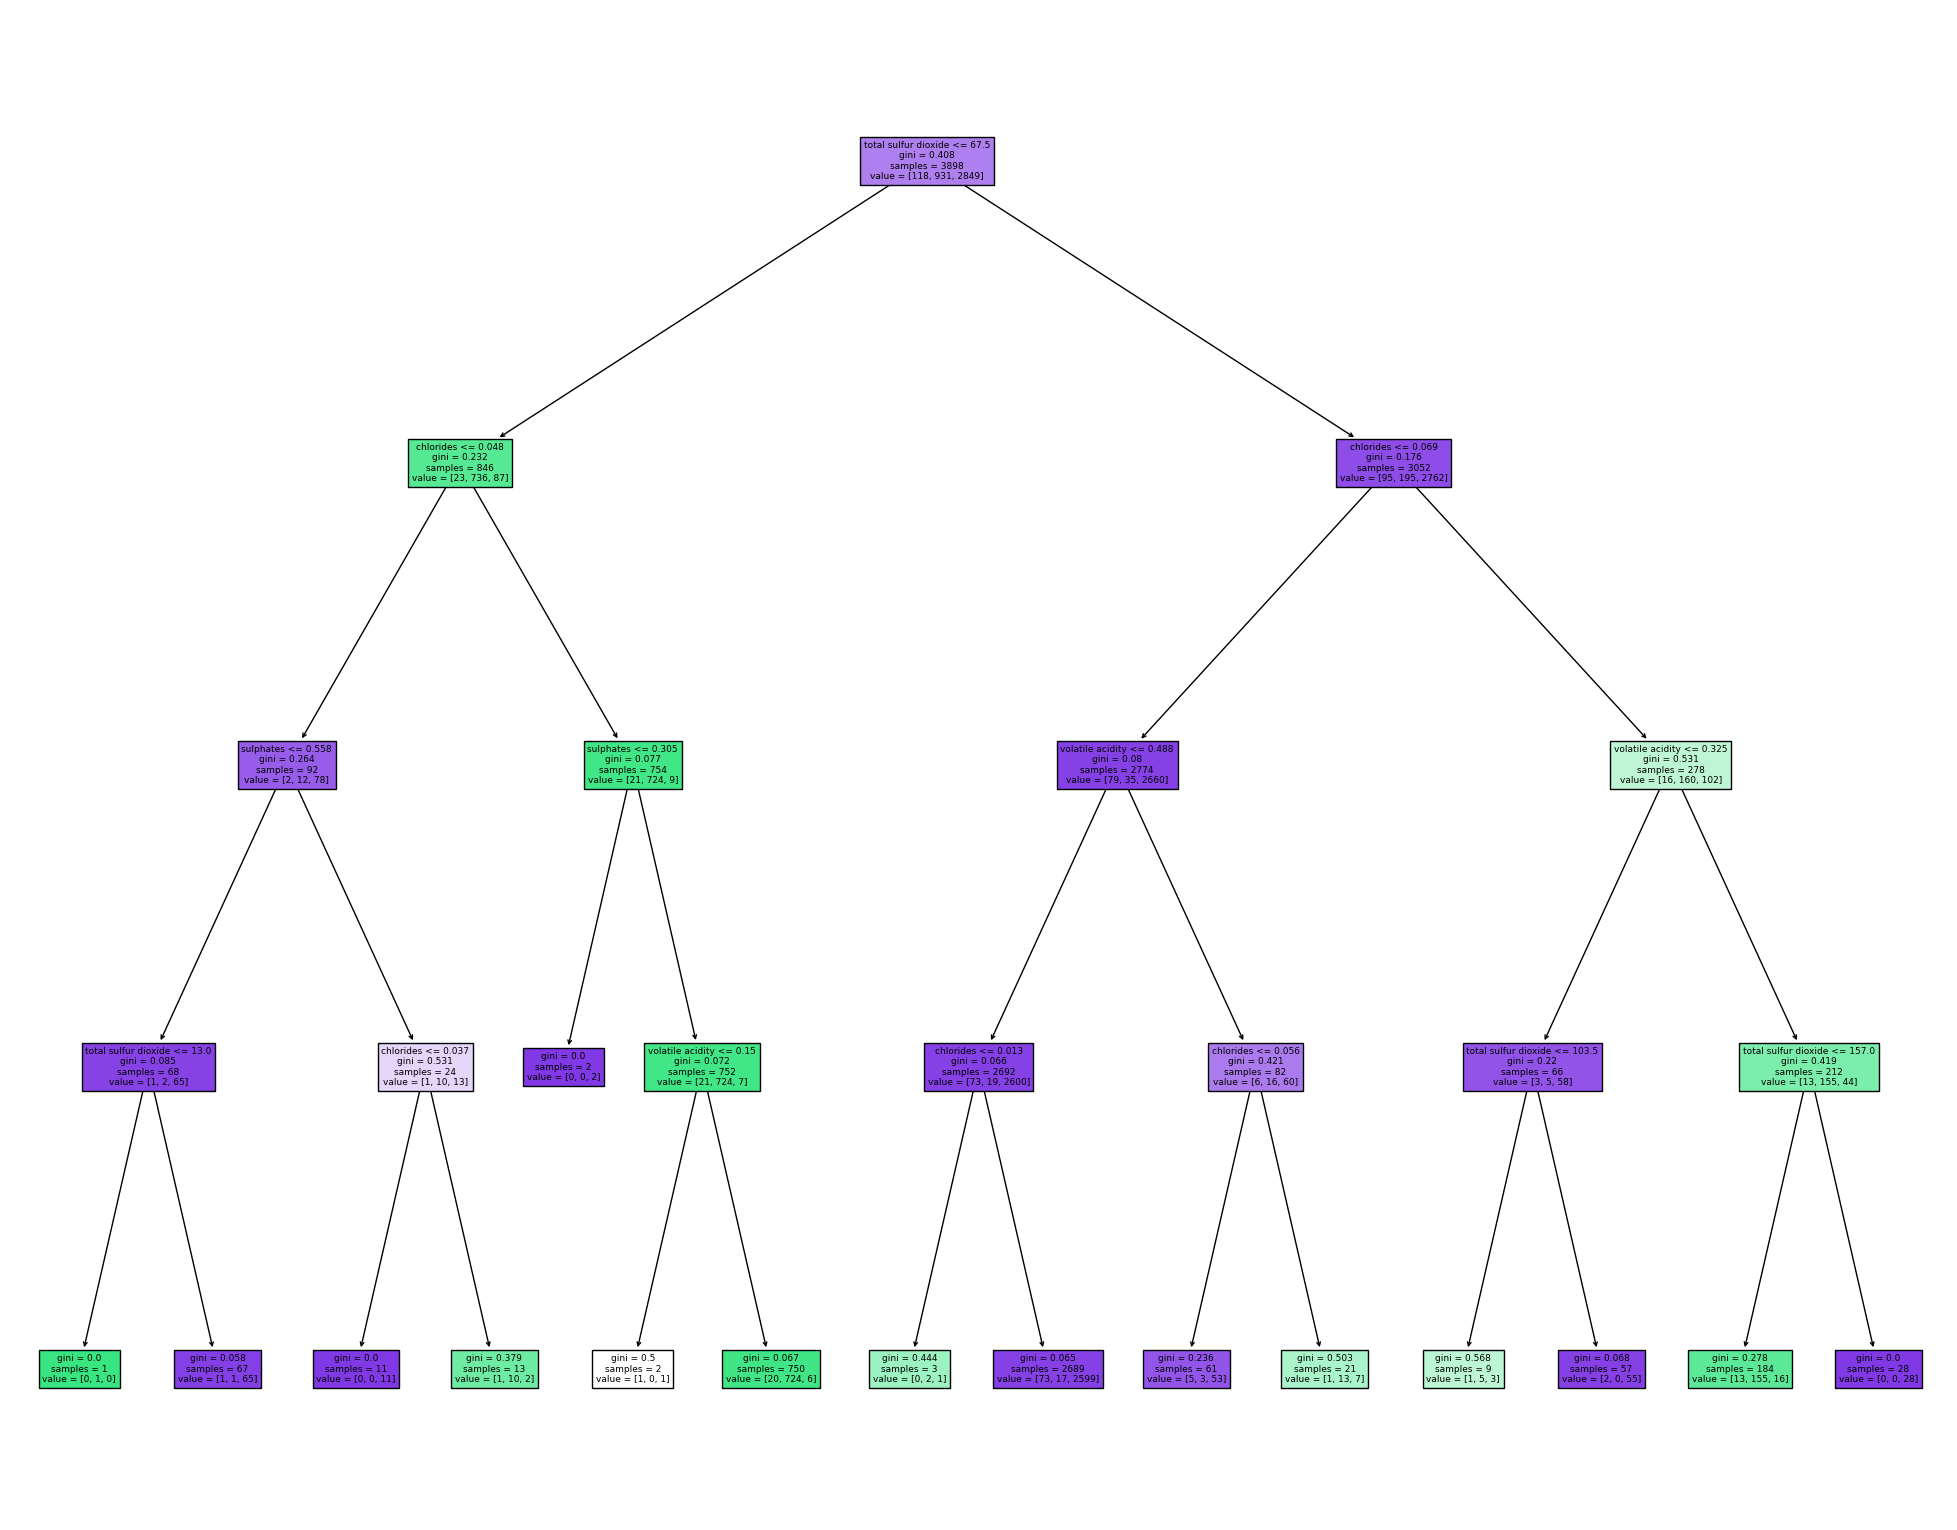 total sulfur dioxide <= 67.5
gini = 0.408
samples = 3898
value = [118, 931, 2849]
chlorides <= 0.048
gini = 0.232
samples = 846
value = [23, 736, 87]
chlorides <= 0.069
gini = 0.176
samples = 3052
value = [95, 195, 2762]
sulphates <= 0.558
gini = 0.264
samples = 92
value = [2, 12, 78]
sulphates <= 0.305
gini = 0.077
samples = 754
value = [21, 724, 9]
volatile acidity <= 0.488
gini = 0.08
samples = 2774
value = [79, 35, 2660]
volatile acidity <= 0.325
gini = 0.531
samples = 278
value = [16, 160, 102]
total sulfur dioxide <= 13.0
gini = 0.085
samples = 68
value = [1, 2, 65]
chlorides <= 0.037
gini = 0.531
samples = 24
value = [1, 10, 13]
gini = 0.0
samples = 2
value = [0, 0, 2]
volatile acidity <= 0.15
gini = 0.072
samples = 752
value = [21, 724, 7]
chlorides <= 0.013
gini = 0.066
samples = 2692
value = [73, 19, 2600]
chlorides <= 0.056
gini = 0.421
samples = 82
value = [6, 16, 60]
total sulfur dioxide <= 103.5
gini = 0.22
samples = 66
value = [3, 5, 58]
total sulfur dioxide <= 157.0
gini = 0.419
samples = 212
value = [13, 155, 44]
gini = 0.0
samples = 1
value = [0, 1, 0]
gini = 0.058
samples = 67
value = [1, 1, 65]
gini = 0.0
samples = 11
value = [0, 0, 11]
gini = 0.379
samples = 13
value = [1, 10, 2]
gini = 0.5
samples = 2
value = [1, 0, 1]
gini = 0.067
samples = 750
value = [20, 724, 6]
gini = 0.444
samples = 3
value = [0, 2, 1]
gini = 0.065
samples = 2689
value = [73, 17, 2599]
gini = 0.236
samples = 61
value = [5, 3, 53]
gini = 0.503
samples = 21
value = [1, 13, 7]
gini = 0.568
samples = 9
value = [1, 5, 3]
gini = 0.068
samples = 57
value = [2, 0, 55]
gini = 0.278
samples = 184
value = [13, 155, 16]
gini = 0.0
samples = 28
value = [0, 0, 28]